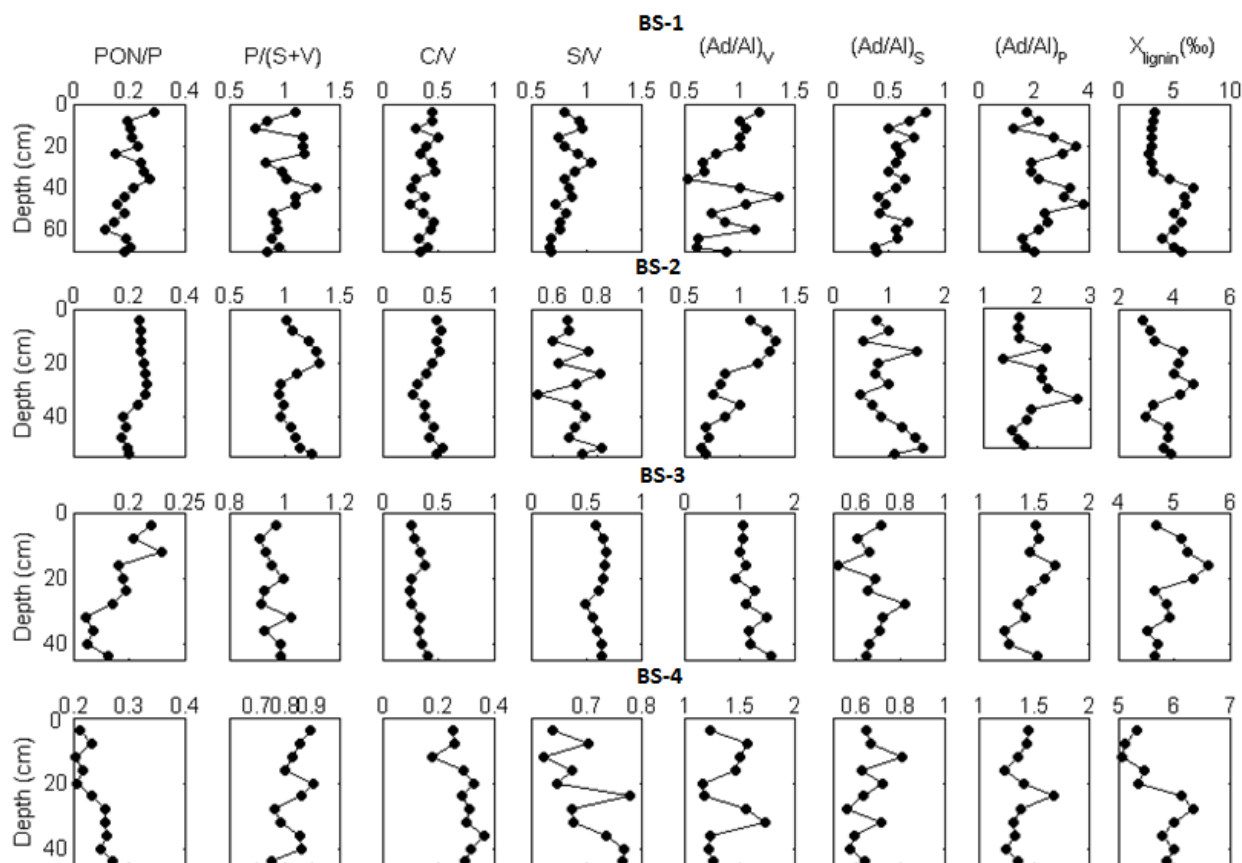 BS-1
PON/P P/(S+V) C/V S/V (Ad/Al)V (Ad/Al)S (Ad/Al)P Xlignin(‰)
0 0.2 0.4 0.5 1 1.5 0 0.5 1 0.5 1 1.5 0.5 1 1.5 0 0.5 1 0 2 4 0 5 10
0
20
40
60
Depth (cm)
BS-2
0 0.2 0.4 0.5 1 1.5 0 0.5 1 0.6 0.8 1 0.5 1 1.5 0 1 2 1 2 3 2 4 6
0
20
40
Depth (cm)
BS-3
0.2 0.25 0.8 1 1.2 0 0.5 1 0 0.5 1 0 1 2 0.6 0.8 1 1 1.5 2 4 5 6
0
20
40
Depth (cm)
BS-4
0.2 0.3 0.4 0.7 0.8 0.9 0 0.2 0.4 0.7 0.8 1 1.5 2 0.6 0.8 1 1 1.5 2 5 6 7
0
20
40
Depth (cm)